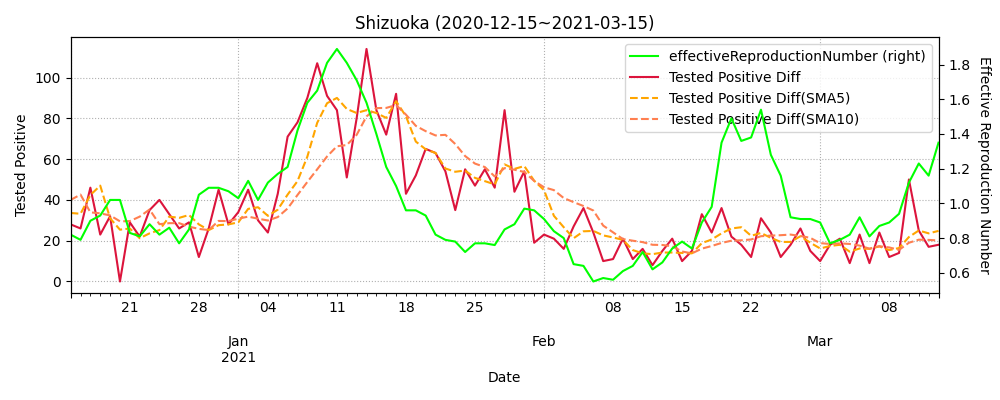 Shizuoka (2020-12-15~2021-03-15)
effectiveReproductionNumber (right)
Tested Positive Diff
Tested Positive Diff(SMA5)
Tested Positive Diff(SMA10)
Tested Positive
100
80
60
40
20
0
1.8
1.6
1.4
1.2
1.0
0.8
0.6
Effective Reproduction Number
21 28 04 11 18 25 08 15 22 08
Jan Feb Mar
2021
Date